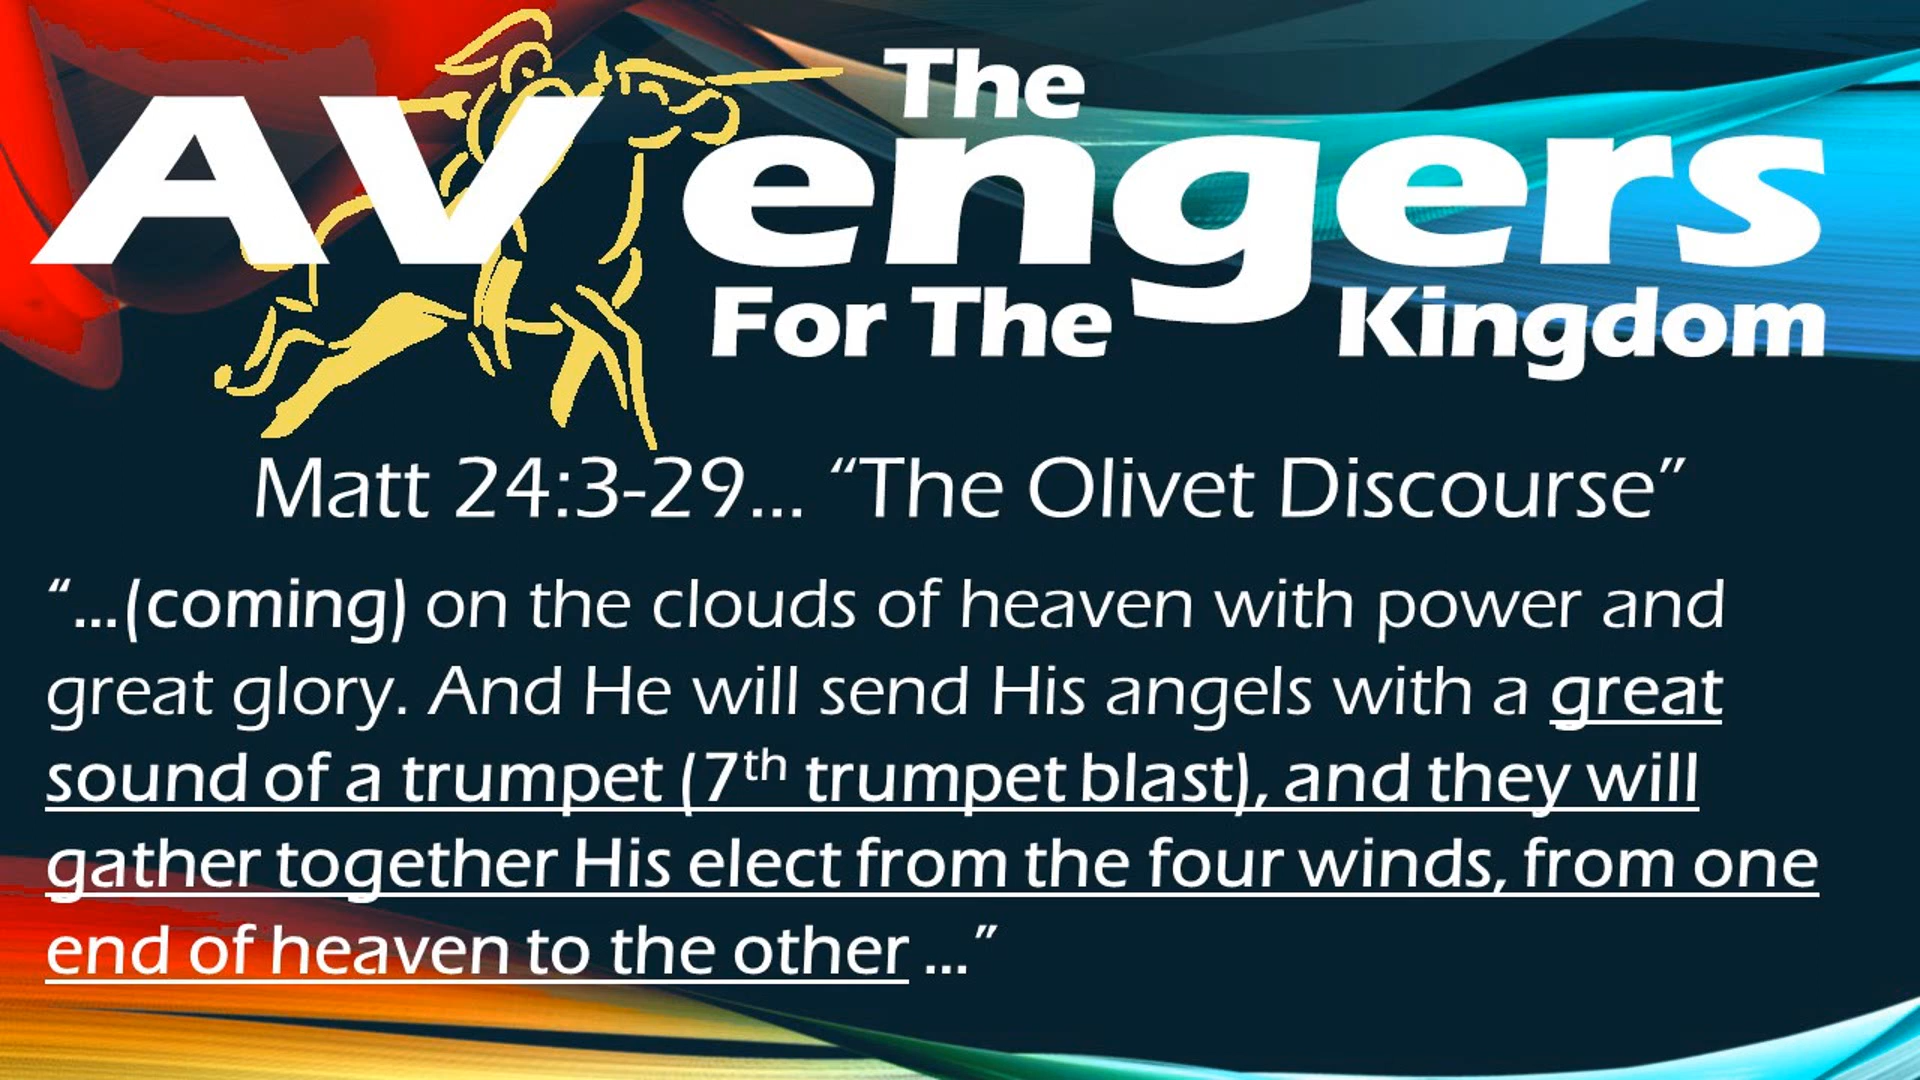 The
AVengers
For The Kingdom
Matt 24:3-29... “The Olivet Discourse”
“...(coming) on the clouds of heaven with power and
great glory. And He will send His angels with a great
sound of a trumpet (7th trumpet blast), and they will
gather together His elect from the four winds, from one
end of heaven to the other ...”